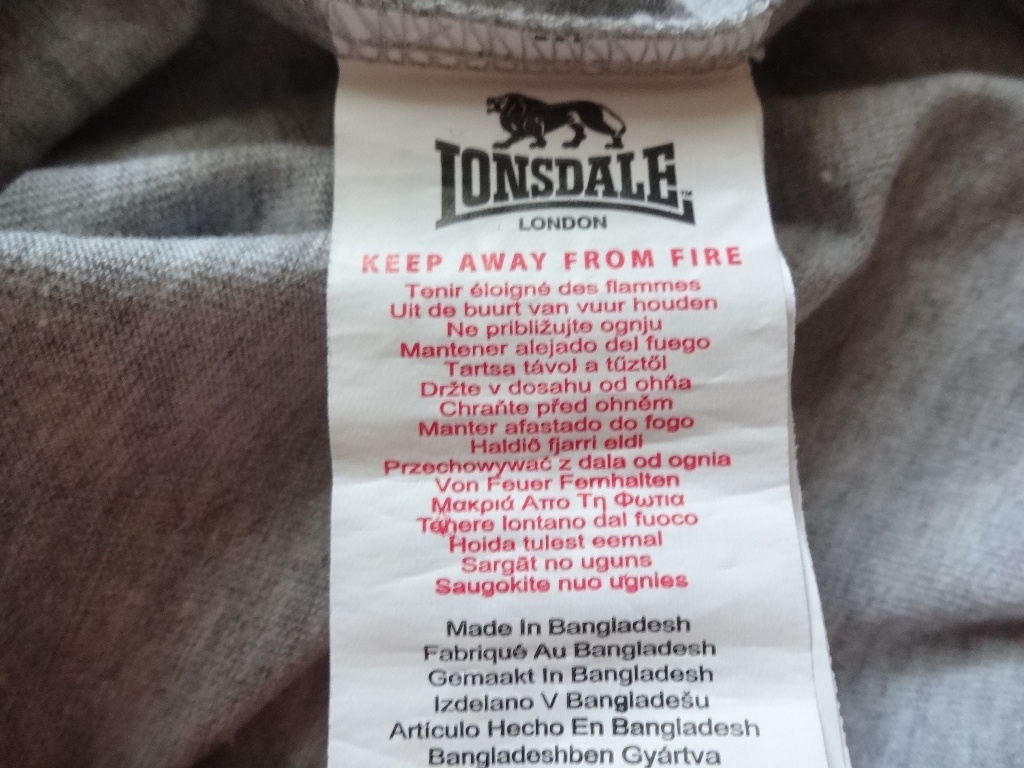 LONSDALE™
LONDON
KEEP AWAY FROM FIRE
Tenir éloigné des flammes
Uit de buurt van vuur houden
Ne približujte ognju
Mantener alejado del fuego
Tartsa távol a tűztől
Držte v dosahu od ohňa
Chraňte před ohněm
Manter afastado do fogo
Haldið fjarri eldi
Przechowywać z dala od ognia
Von Feuer Fernhalten
Μακριά Απο Τη Φωτια
Tenere lontano dal fuoco
Hoida tulest eemal
Sargāt no uguns
Saugokite nuo ugnies
Made In Bangladesh
Fabriqué Au Bangladesh
Gemaakt In Bangladesh
Izdelano V Bangladešu
Artículo Hecho En Bangladesh
Bangladeshben Gyártva